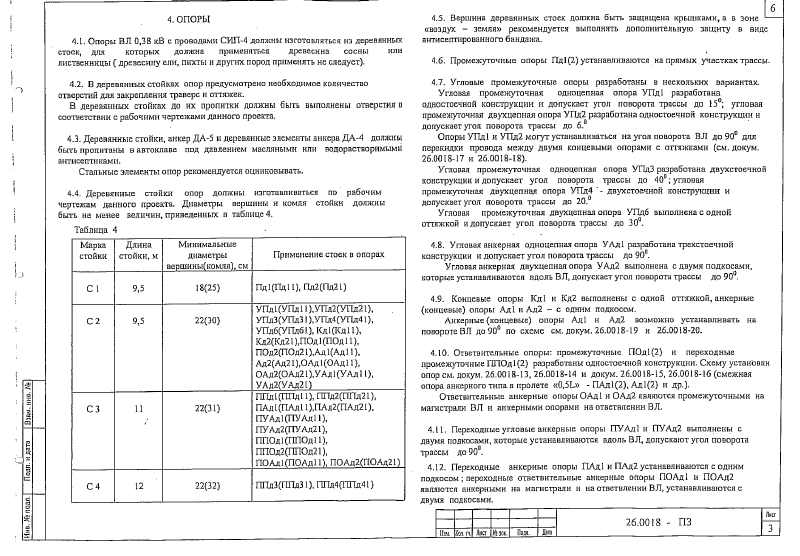 4. ОПОРЫ
4.1. Опоры ВЛ 0,38 кВ с проводами СИП-4 должны изготовляться из деревянных
стоек, для которых должна применяться древесина сосны или
лиственницы ( древесину ели, пихты и других пород применять не следует).
4.2. В деревянных стойках опор предусмотрено необходимое количество
отверстий для закрепления траверс и оттяжек.
В деревянных стойках до их пропитки должны быть выполнены отверстия в
соответствии с рабочими чертежами данного проекта.
4.3. Деревянные стойки, анкер ДА-5 и деревянные элементы анкера ДА-4 должны
быть пропитаны в автоклаве под давлением масляными или водорастворимыми
антисептиками.
Стальные элементы опор рекомендуется оцинковывать.
4.4. Деревянные стойки опор должны изготавливаться по рабочим
чертежам данного проекта. Диаметры вершины и комля стойки должны
быть не менее величин, приведенных в таблице 4.
Таблица 4
Марка стойки
Длина стойки, м
Минимальные диаметры вершины(комля), см
Применение стоек в опорах
С 1
9,5
18(25)
Пд1(Пд11), Пд2(Пд21)
С 2
9,5
22(30)
УПд1(УПд11),УПд2(УПд21),
УПд3(УПд31),УПд4(УПд41),
УПд6(УПд61), Кд1(Кд11),
Кд2(Кд21),ПОд1(ПОд11),
ПОд2(ПОд21),Ад1(Ад11),
Ад2(Ад21),ОАд1(ОАд11),
ОАд2(ОАд21),УАд1(УАд11),
УАд2(УАд21)
С 3
11
22(31)
ППд1(ППд11), ППд2(ППд21),
ПАд1(ПАд11),ПАд2(ПАд21),
ПУАд1(ПУАд11),
ПУАд2(ПУАд21),
ППОд1(ППОд11),
ППОд2(ППОд21),
ПОАд1(ПОАд11), ПОАд2(ПОАд21)
С 4
12
22(32)
ППд3(ППд31), ППд4(ППд41)
6
4.5. Вершина деревянных стоек должна быть защищена крышками, а в зоне
«воздух – земля» рекомендуется выполнять дополнительную защиту в виде
антисептированного бандажа.
4.6. Промежуточные опоры Пд1(2) устанавливаются на прямых участках трассы.
4.7. Угловые промежуточные опоры разработаны в нескольких вариантах.
Угловая промежуточная одноцепная опора УПд1 разработана
одностоечной конструкции и допускает угол поворота трассы до 15⁰; угловая
промежуточная двухцепная опора УПд2 разработана одностоечной конструкции и
допускает угол поворота трассы до 6.⁰
Опоры УПд1 и УПд2 могут устанавливаться на угол поворота ВЛ до 90⁰ для
перекидки провода между двумя концевыми опорами с оттяжками (см. докум.
26.0018-17 и 26.0018-18).
Угловая промежуточная одноцепная опора УПд3 разработана двухстоечной
конструкции и допускает угол поворота трассы до 40⁰; угловая
промежуточная двухцепная опора УПд4 - двухстоечной конструкции и
допускает угол поворота трассы до 20.⁰
Угловая промежуточная двухцепная опора УПд6 выполнена с одной
оттяжкой и допускает угол поворота трассы до 30⁰.
4.8. Угловая анкерная одноцепная опора УАд1 разработана трехстоечной
конструкции и допускает угол поворота трассы до 90⁰.
Угловая анкерная двухцепная опора УАд2 выполнена с двумя подкосами,
которые устанавливаются вдоль ВЛ, допускает угол поворота трассы до 90⁰.
4.9. Концевые опоры Кд1 и Кд2 выполнены с одной оттяжкой, анкерные
(концевые) опоры Ад1 и Ад2 – с одним подкосом.
Анкерные (концевые) опоры Ад1 и Ад2 возможно устанавливать на
повороте ВЛ до 90⁰ по схеме см. докум. 26.0018-19 и 26.0018-20.
4.10. Ответвительные опоры: промежуточные ПОд1(2) и переходные
промежуточные ППОд1(2) разработаны одностоечной конструкции. Схему установки
опор см. докум. 26.0018-13, 26.0018-14 и докум. 26.0018-15, 26.0018-16 (смежная
опора анкерного типа в пролете «0,5L» - ПАд1(2), Ад1(2) и др.).
Ответвительные анкерные опоры ОАд1 и ОАд2 являются промежуточными на
магистрали ВЛ и анкерными опорами на ответвлении ВЛ.
4.11. Переходные угловые анкерные опоры ПУАд1 и ПУАд2 выполнены с
двумя подкосами, которые устанавливаются вдоль ВЛ, допускают угол поворота
трассы до 90⁰.
4.12. Переходные анкерные опоры ПАд1 и ПАд2 устанавливаются с одним
подкосом ; переходные ответвительные анкерные опоры ПОАд1 и ПОАд2
являются анкерными на магистрали и на ответвлении ВЛ, устанавливаются с
двумя подкосами.
Взам. инв. №
Подп. и дата
Инв. № подл.
Изм. Кол. уч. Лист № док. Подп. Дата
26.0018 - ПЗ
Лист
3